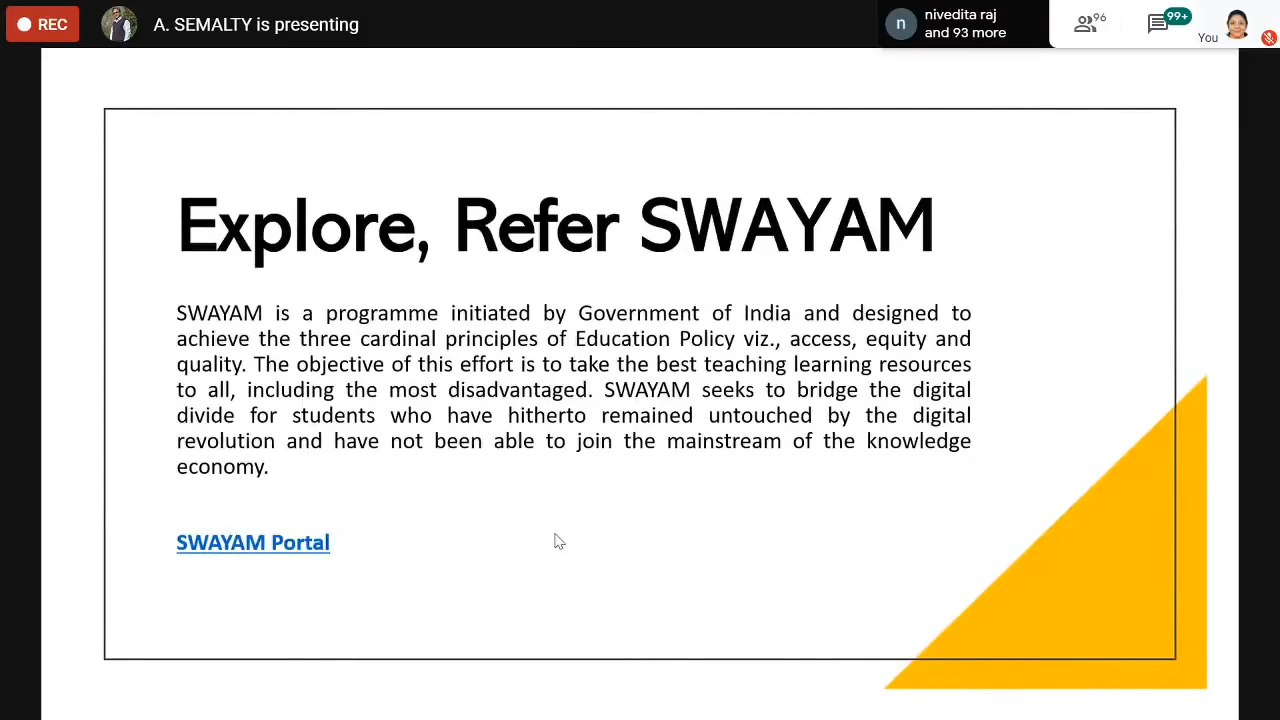 REC
A. SEMALTY is presenting
n
nivedita raj
and 93 more
96
99+
You
Explore, Refer SWAYAM
SWAYAM is a programme initiated by Government of India and designed to
achieve the three cardinal principles of Education Policy viz., access, equity and
quality. The objective of this effort is to take the best teaching learning resources
to all, including the most disadvantaged. SWAYAM seeks to bridge the digital
divide for students who have hitherto remained untouched by the digital
revolution and have not been able to join the mainstream of the knowledge
economy.
SWAYAM Portal